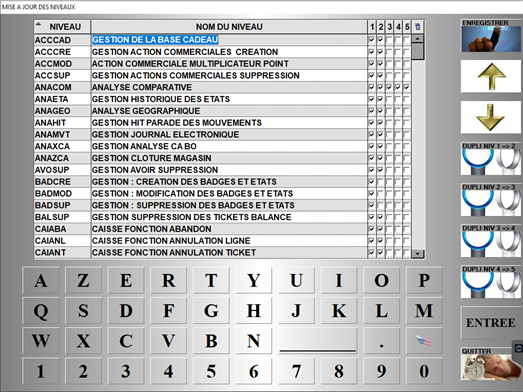 MISE A JOUR DES NIVEAUX
NIVEAU NOM DU NIVEAU 1 2 3 4 5
ACCCAD GESTION DE LA BASE CADEAU
ACCCRE GESTION ACTION COMMERCIALES CREATION
ACCMOD ACTION COMMERCIALE MULTIPLICATEUR POINT
ACCSUP GESTION ACTIONS COMMERCIALES SUPPRESSION
ANACOM ANALYSE COMPARATIVE
ANAETA GESTION HISTORIQUE DES ETATS
ANAGEO ANALYSE GEOGRAPHIQUE
ANAHIT GESTION HIT PARADE DES MOUVEMENTS
ANAMVT GESTION JOURNAL ELECTRONIQUE
ANAXCA GESTION ANALYSE CA BO
ANAZCA GESTION CLOTURE MAGASIN
AVOSUP GESTION AVOIR SUPPRESSION
BADCRE GESTION : CREATION DES BADGES ET ETATS
BADMOD GESTION : MODIFICATION DES BADGES ET ETATS
BADSUP GESTION : SUPPRESSION DES BADGES ET ETATS
BALSUP GESTION SUPPRESSION DES TICKETS BALANCE
CAIABA CAISSE FONCTION ABANDON
CAIANL CAISSE FONCTION ANNULATION LIGNE
CAIANT CAISSE FONCTION ANNULATION TICKET
A Z E R T Y U I O P
Q S D F G H J K L M
W X C V B N .
1 2 3 4 5 6 7 8 9 0
ENREGISTRER
DUPLI NIV 1 => 2
DUPLI NIV 2 => 3
DUPLI NIV 3 => 4
DUPLI NIV 4 => 5
ENTREE
QUITTER